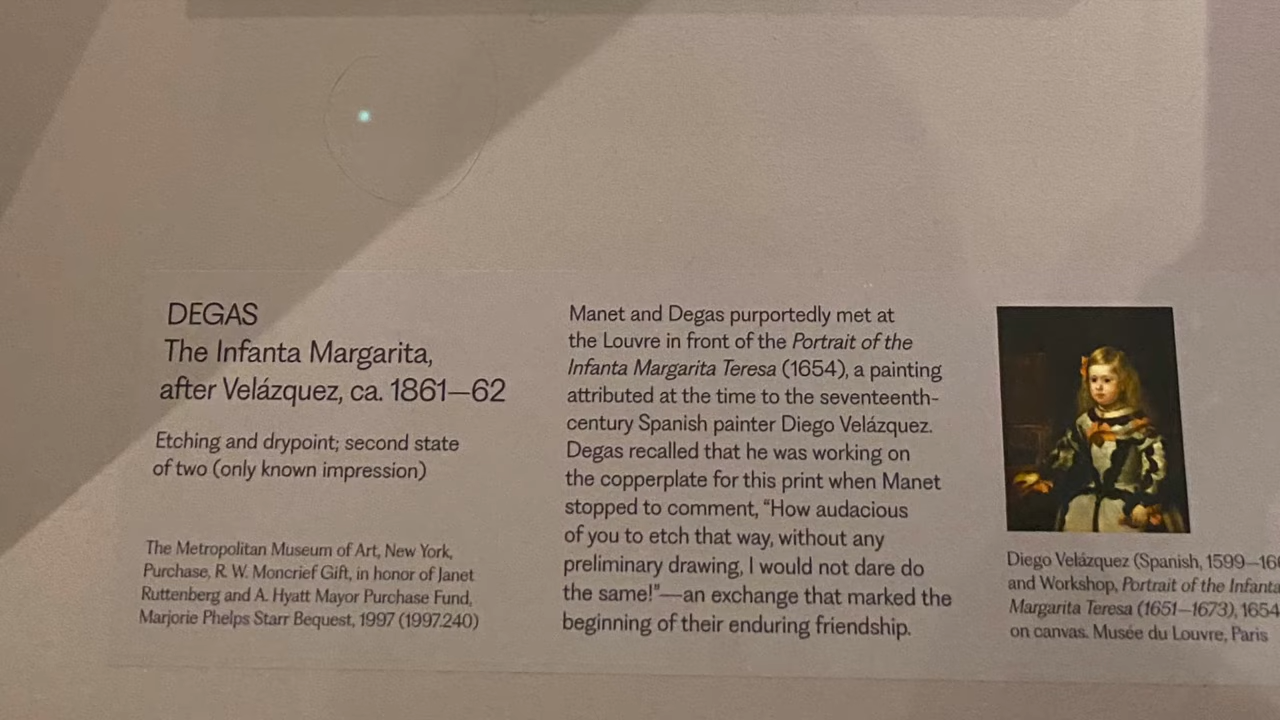 DEGAS
The Infanta Margarita,
after Velázquez, ca. 1861—62
Etching and drypoint; second state
of two (only known impression)
The Metropolitan Museum of Art, New York,
Purchase, R. W. Moncrief Gift, in honor of Janet
Ruttenberg and A. Hyatt Mayor Purchase Fund,
Marjorie Phelps Starr Bequest, 1997 (1997.240)
Manet and Degas purportedly met at
the Louvre in front of the Portrait of the
Infanta Margarita Teresa (1654), a painting
attributed at the time to the seventeenth-
century Spanish painter Diego Velázquez.
Degas recalled that he was working on
the copperplate for this print when Manet
stopped to comment, “How audacious
of you to etch that way, without any
preliminary drawing, I would not dare do
the same!”—an exchange that marked the
beginning of their enduring friendship.
Diego Velázquez (Spanish, 1599—16
and Workshop, Portrait of the Infanta
Margarita Teresa (1651—1673), 1654
on canvas. Musée du Louvre, Paris